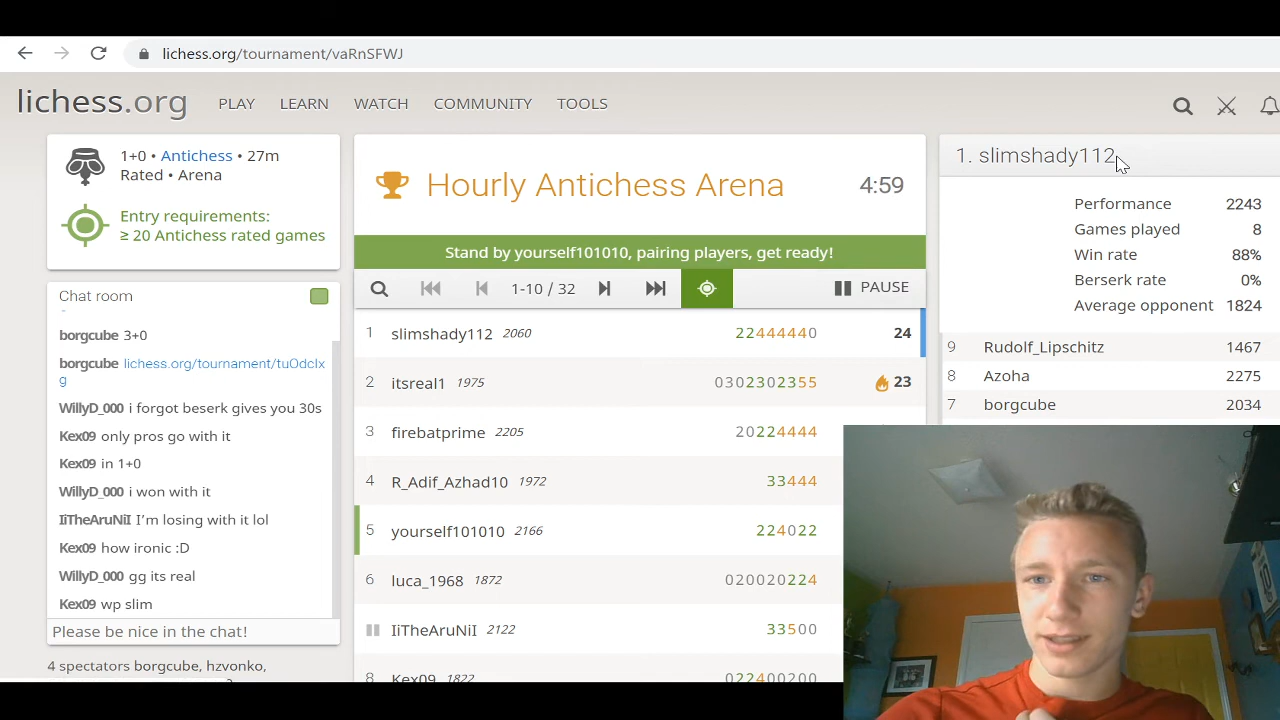 lichess.org/tournament/vaRnSFWJ
lichess.org PLAY LEARN WATCH COMMUNITY TOOLS
1+0 • Antichess • 27m
Rated • Arena
Entry requirements:
≥ 20 Antichess rated games
Chat room
borgcube 3+0
borgcube lichess.org/tournament/tuOdcIx
g
WillyD_000 i forgot beserk gives you 30s
Kex09 only pros go with it
Kex09 in 1+0
WillyD_000 i won with it
IiTheAruNiI I'm losing with it lol
Kex09 how ironic :D
WillyD_000 gg its real
Kex09 wp slim
Please be nice in the chat!
4 spectators borgcube, hzvonko,
Hourly Antichess Arena 4:59
Stand by yourself101010, pairing players, get ready!
1-10 / 32 PAUSE
1 slimshady112 2060 22444440 24
2 itsreal1 1975 0302302355 23
3 firebatprime 2205 20224444
4 R_Adif_Azhad10 1972 33444
5 yourself101010 2166 224022
6 luca_1968 1872 020020224
IiTheAruNiI 2122 33500
8 Kex09 1822 022400200
1. slimshady112
Performance 2243
Games played 8
Win rate 88%
Berserk rate 0%
Average opponent 1824
9 Rudolf_Lipschitz 1467
8 Azoha 2275
7 borgcube 2034